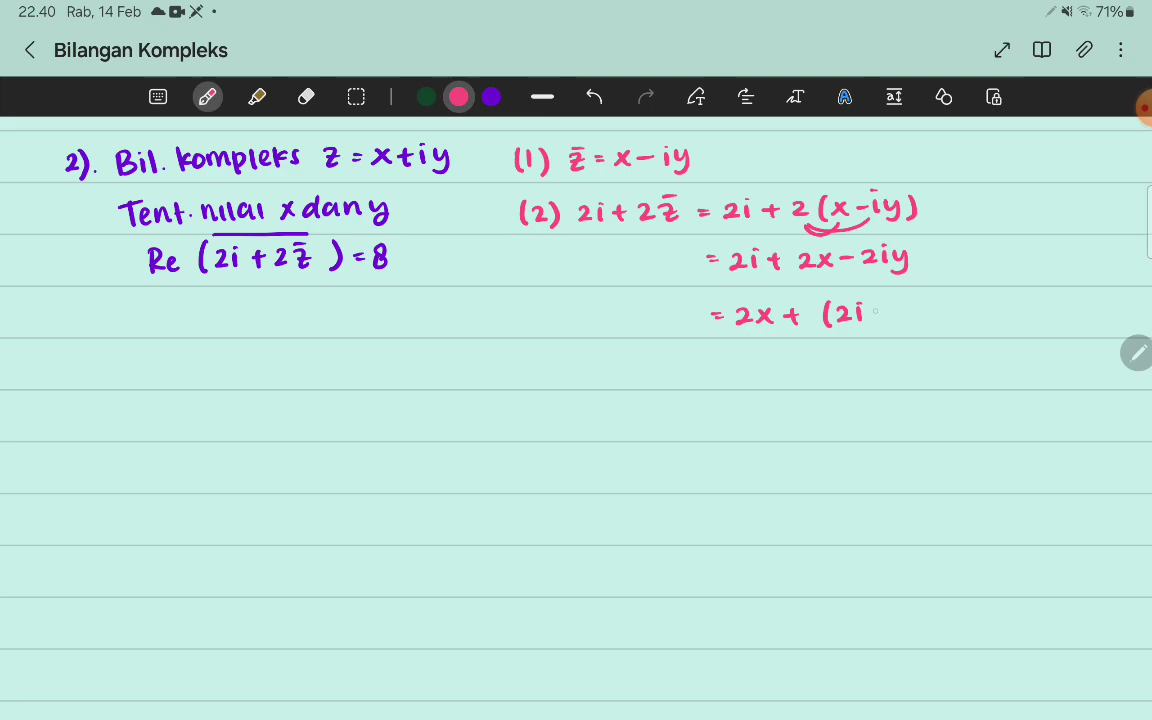 22.40 Rab, 14 Feb 71%
Bilangan Kompleks
2). Bil. kompleks z = x + iy
Tent. nilai x dan y
Re (2i + 2z̄) = 8
(1) z̄ = x - iy
(2) 2i + 2z̄ = 2i + 2 (x - iy)
= 2i + 2x - 2iy
= 2x + (2i